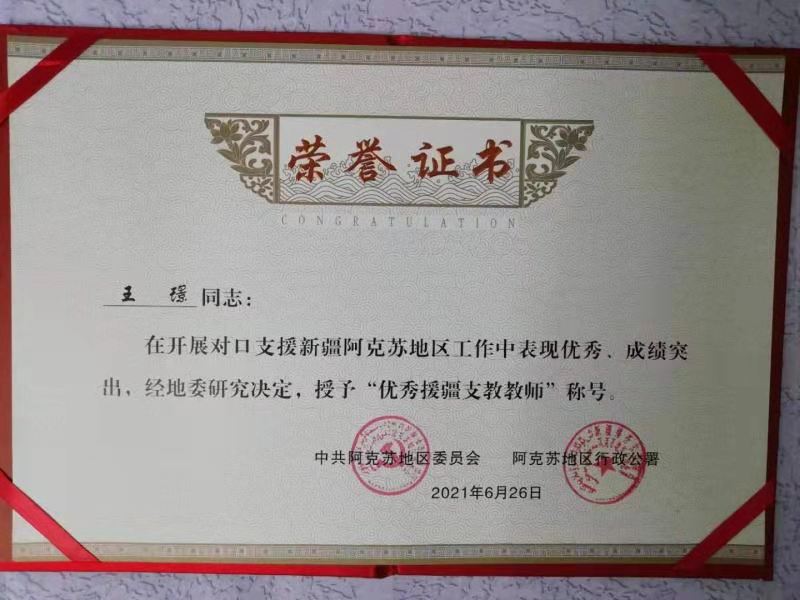 荣誉证书
CONGRATULATION
王 璟 同志：
在开展对口支援新疆阿克苏地区工作中表现优秀、成绩突
出，经地委研究决定，授予“优秀援疆支教教师”称号。
中共阿克苏地区委员会 阿克苏地区行政公署
2021年6月26日